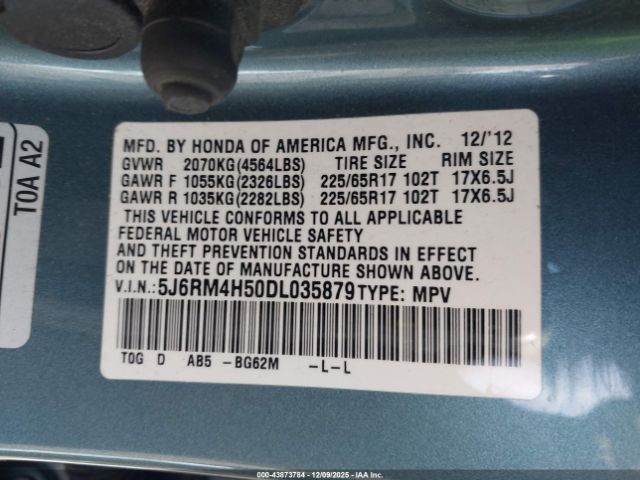 TOA A2
MFD. BY HONDA OF AMERICA MFG., INC. 12/'12
GVWR 2070KG(4564LBS) TIRE SIZE RIM SIZE
GAWR F 1055KG(2326LBS) 225/65R17 102T 17X6.5J
GAWR R 1035KG(2282LBS) 225/65R17 102T 17X6.5J
THIS VEHICLE CONFORMS TO ALL APPLICABLE
FEDERAL MOTOR VEHICLE SAFETY
AND THEFT PREVENTION STANDARDS IN EFFECT
ON THE DATE OF MANUFACTURE SHOWN ABOVE.
V.I.N.:5J6RM4H50DL035879TYPE: MPV
T0G D AB5 -BG62M -L-L
000-43873784 | 12/09/2025 | IAA Inc.